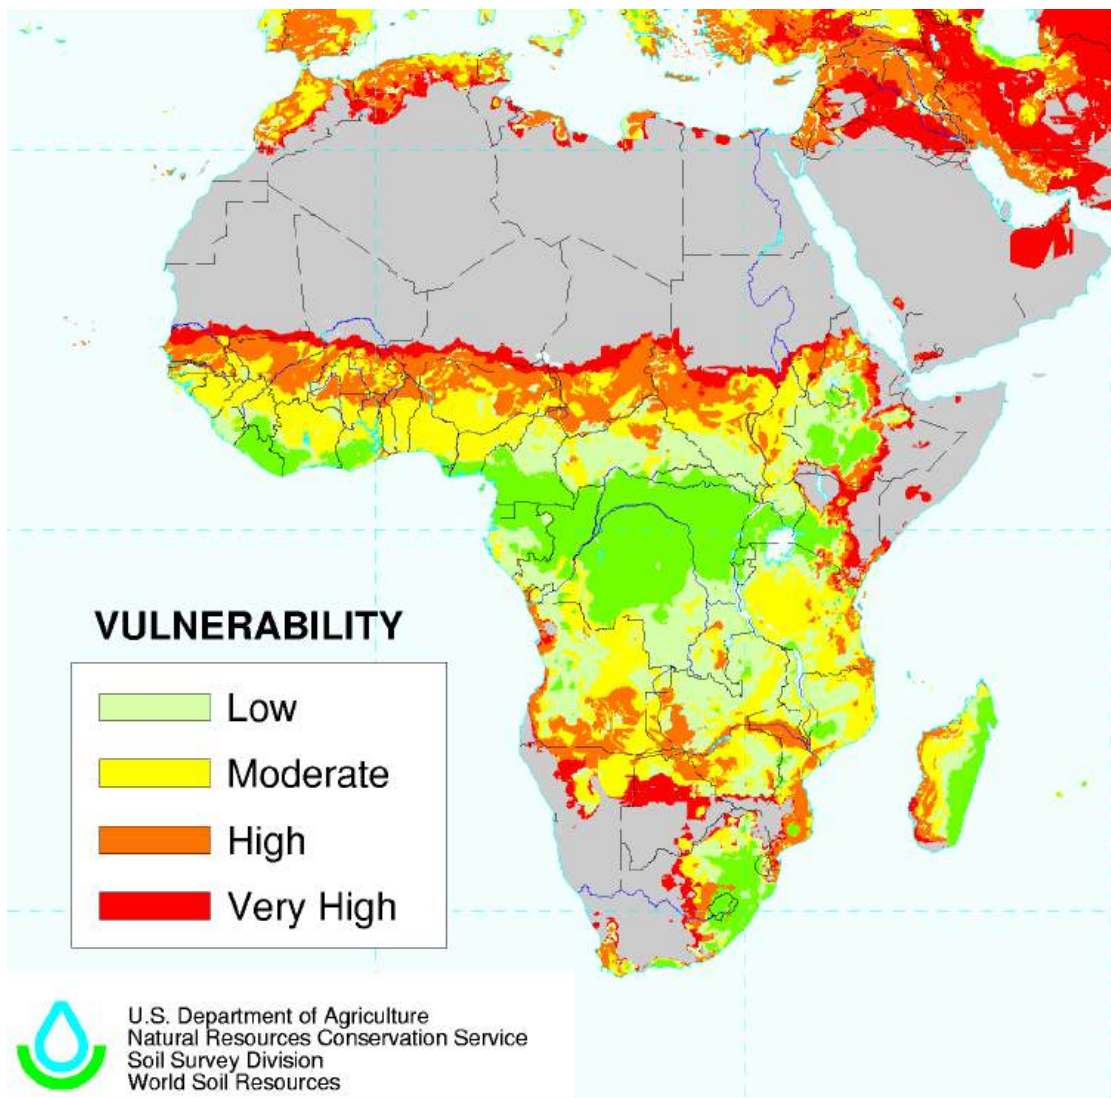 VULNERABILITY
Low
Moderate
High
Very High
U.S. Department of Agriculture
Natural Resources Conservation Service
Soil Survey Division
World Soil Resources